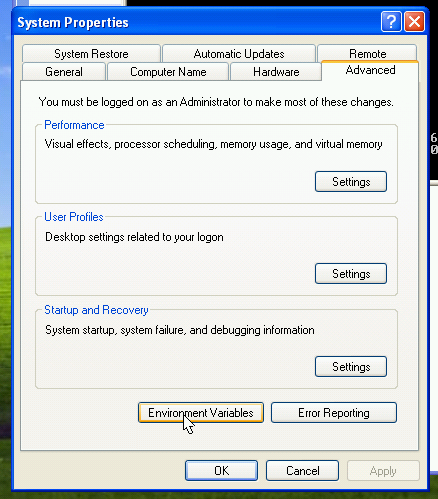 System Properties
System Restore Automatic Updates Remote
General Computer Name Hardware Advanced
You must be logged on as an Administrator to make most of these changes.
Performance
Visual effects, processor scheduling, memory usage, and virtual memory
Settings
User Profiles
Desktop settings related to your logon
Settings
Startup and Recovery
System startup, system failure, and debugging information
Settings
Environment Variables Error Reporting
OK Cancel Apply